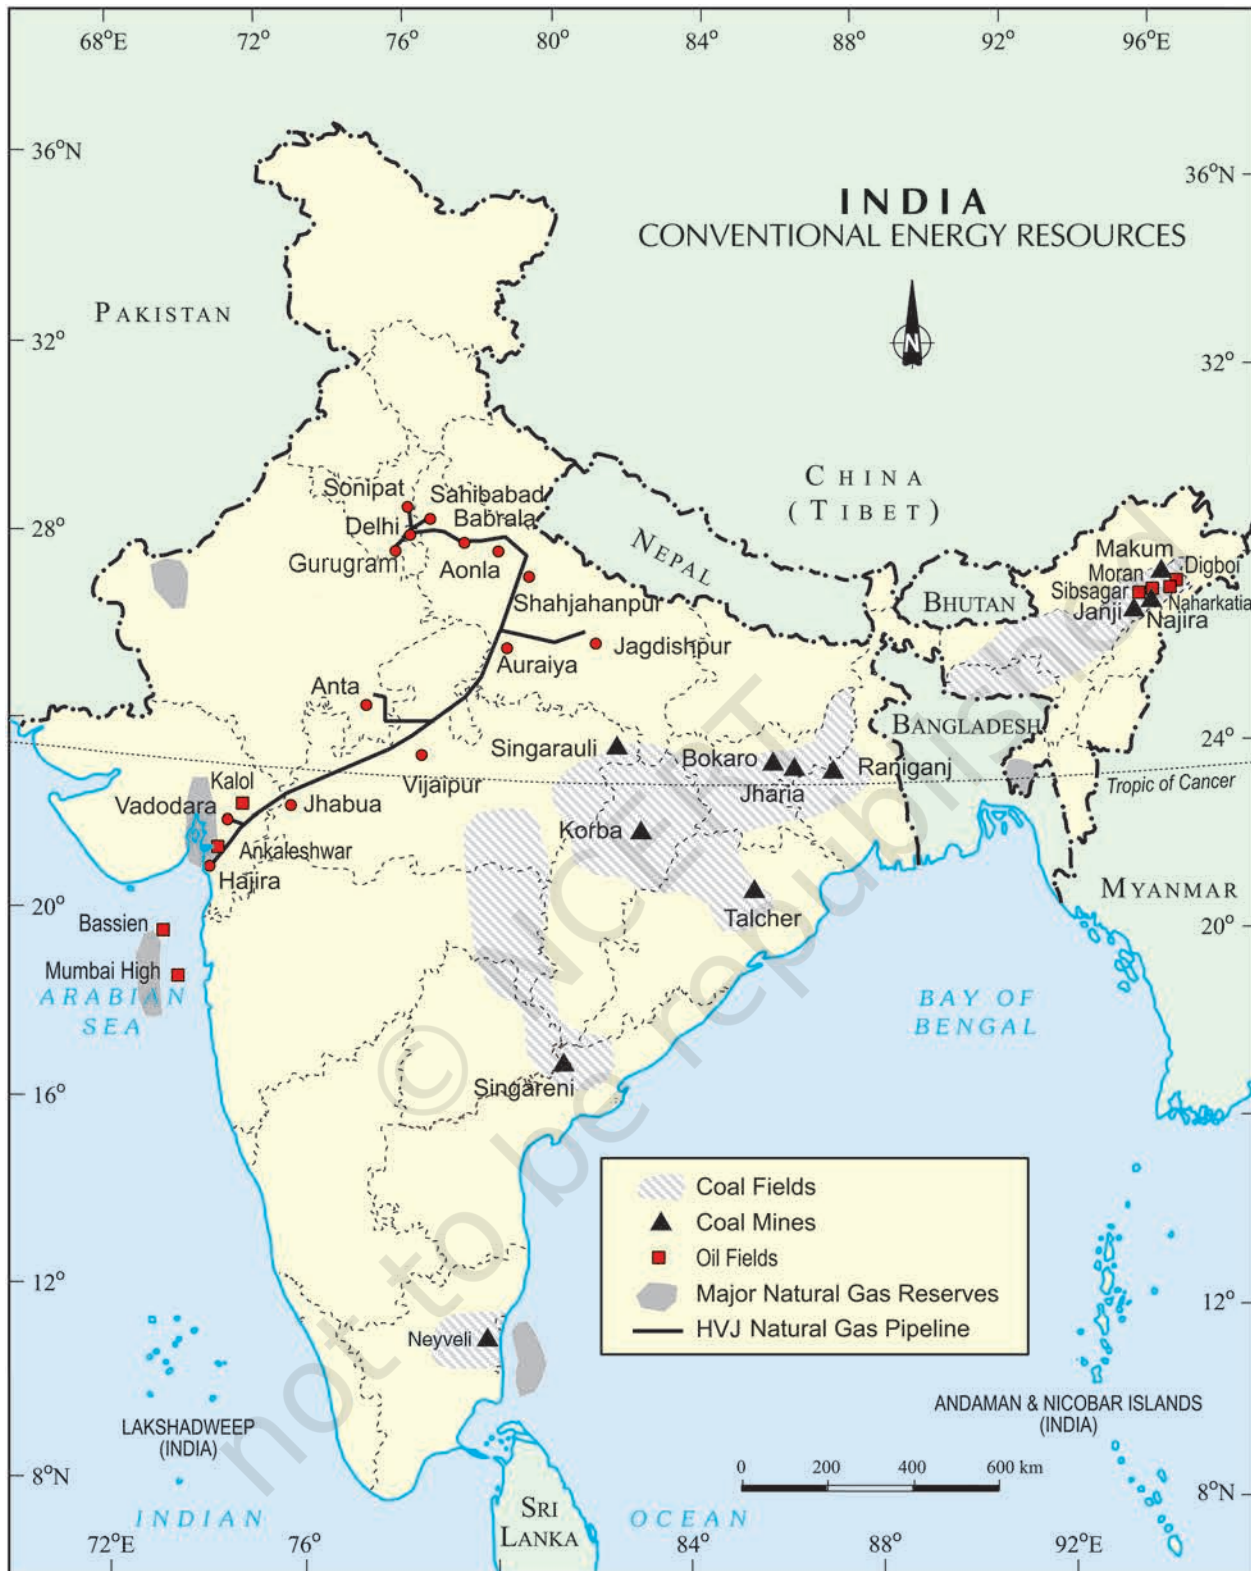 68°E 72° 76° 80° 84° 88° 92° 96°E
36°N
36°N
INDIA
CONVENTIONAL ENERGY RESOURCES
PAKISTAN
N
32°
32°
CHINA
(TIBET)
Sonipat
Sahibabad
Delhi
Babrala
28°
28°
Gurugram
Aonla
NEPAL
Makum
Moran
Digboi
Sibsagar
Naharkatia
Janji
Najira
BHUTAN
Shahjahanpur
Jagdishpur
Auraiya
Anta
BANGLADESH
24°
Singarauli
Bokaro
Raniganj
Jharia
Vijaipur
Kalol
Tropic of Cancer
Vadodara
Jhabua
Korba
Ankaleshwar
Hajira
MYANMAR
20°
20°
Bassien
Talcher
Mumbai High
ARABIAN
SEA
BAY OF
BENGAL
16°
Singareni
© NCERT
not to be republished
Coal Fields
Coal Mines
Oil Fields
Major Natural Gas Reserves
HVJ Natural Gas Pipeline
12°
12°
Neyveli
LAKSHADWEEP
(INDIA)
ANDAMAN & NICOBAR ISLANDS
(INDIA)
0 200 400 600 km
8°N
8°N
SRI
LANKA
INDIAN OCEAN
72°E 76° 84° 88° 92°E